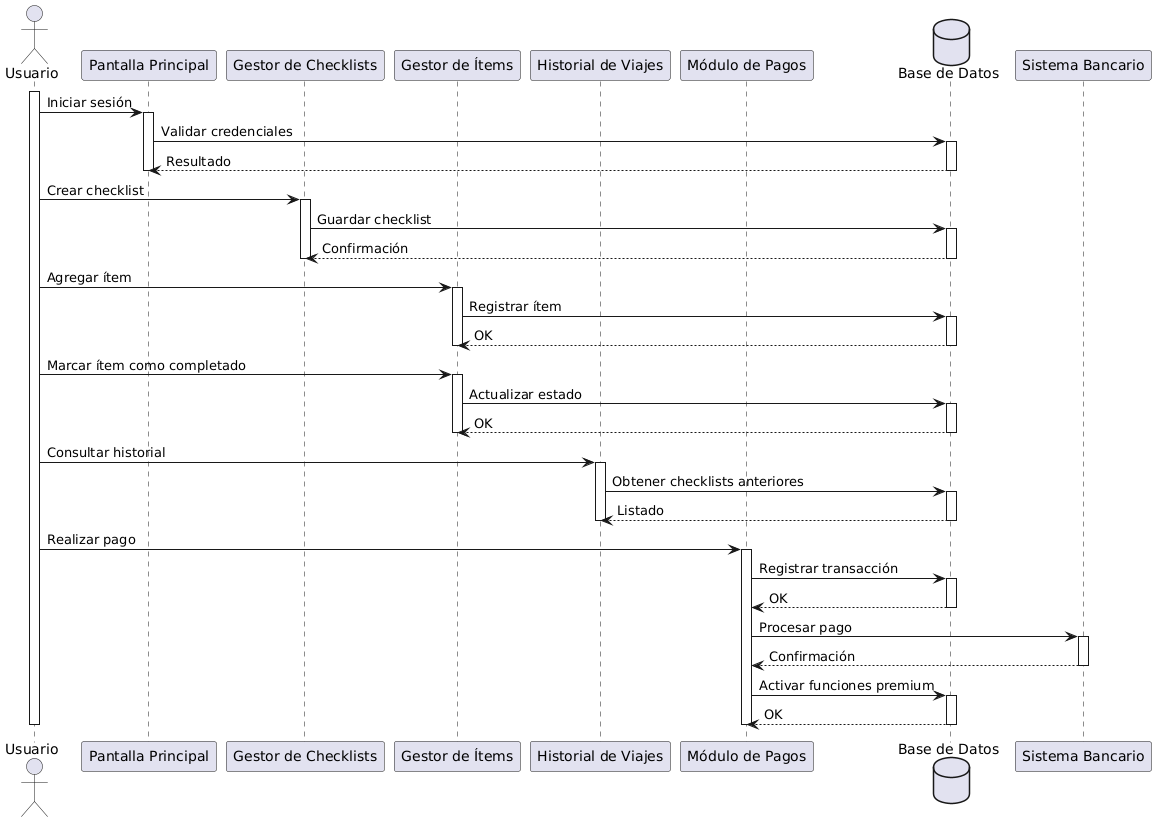 Usuario
Pantalla Principal
Gestor de Checklists
Gestor de Ítems
Historial de Viajes
Módulo de Pagos
Base de Datos
Sistema Bancario
Iniciar sesión
Validar credenciales
Resultado
Crear checklist
Guardar checklist
Confirmación
Agregar ítem
Registrar ítem
OK
Marcar ítem como completado
Actualizar estado
OK
Consultar historial
Obtener checklists anteriores
Listado
Realizar pago
Registrar transacción
OK
Procesar pago
Confirmación
Activar funciones premium
OK
Usuario
Pantalla Principal
Gestor de Checklists
Gestor de Ítems
Historial de Viajes
Módulo de Pagos
Base de Datos
Sistema Bancario